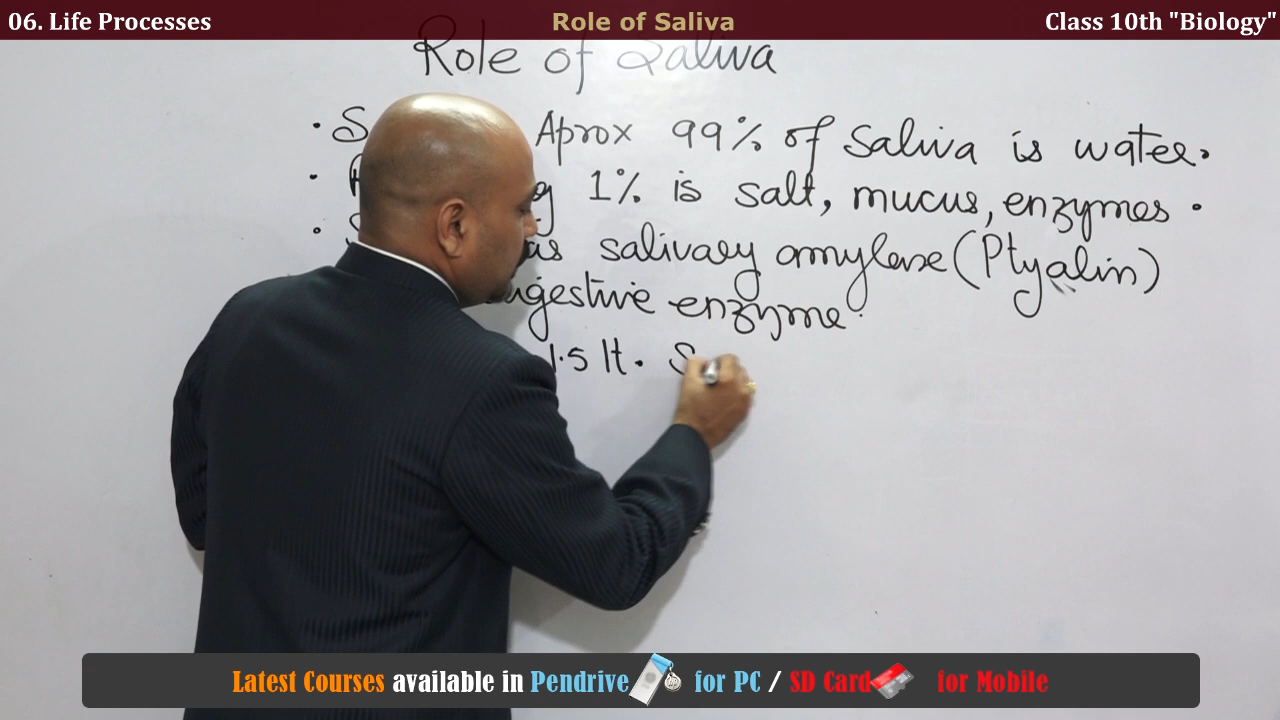 06. Life Processes
Role of Saliva
Class 10th "Biology"
Role of Saliva
Aprox 99% of Saliva is water.
1% is salt, mucus, enzymes.
salivary amylase (Ptyalin)
digestive enzyme.
1.5 lt. S
Latest Courses available in Pendrive for PC / SD Card for Mobile